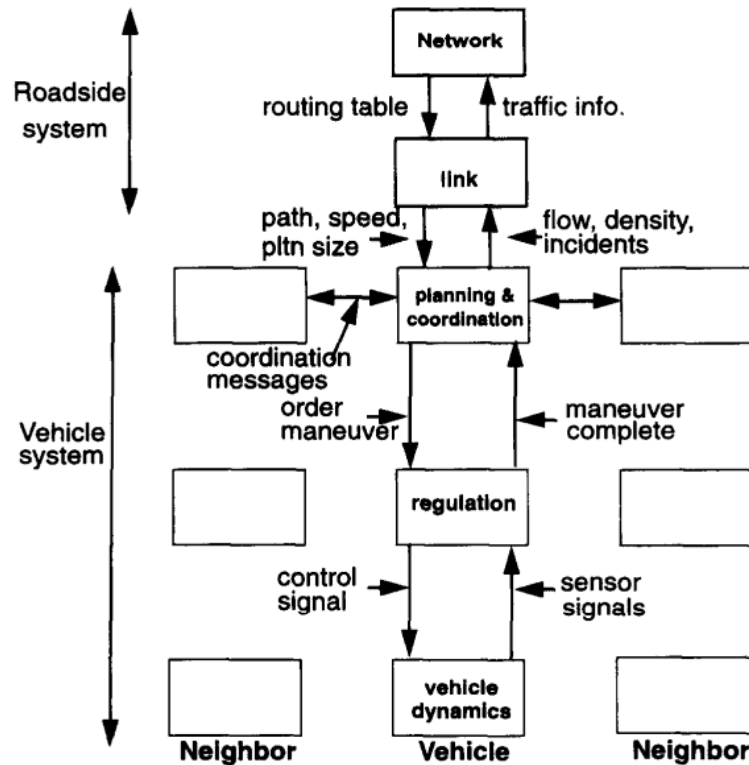 Network
Roadside
system
routing table
traffic info.
link
path, speed,
pltn size
flow, density,
incidents
planning &
coordination
coordination
messages
order
maneuver
maneuver
complete
Vehicle
system
regulation
control
signal
sensor
signals
vehicle
dynamics
Neighbor
Vehicle
Neighbor